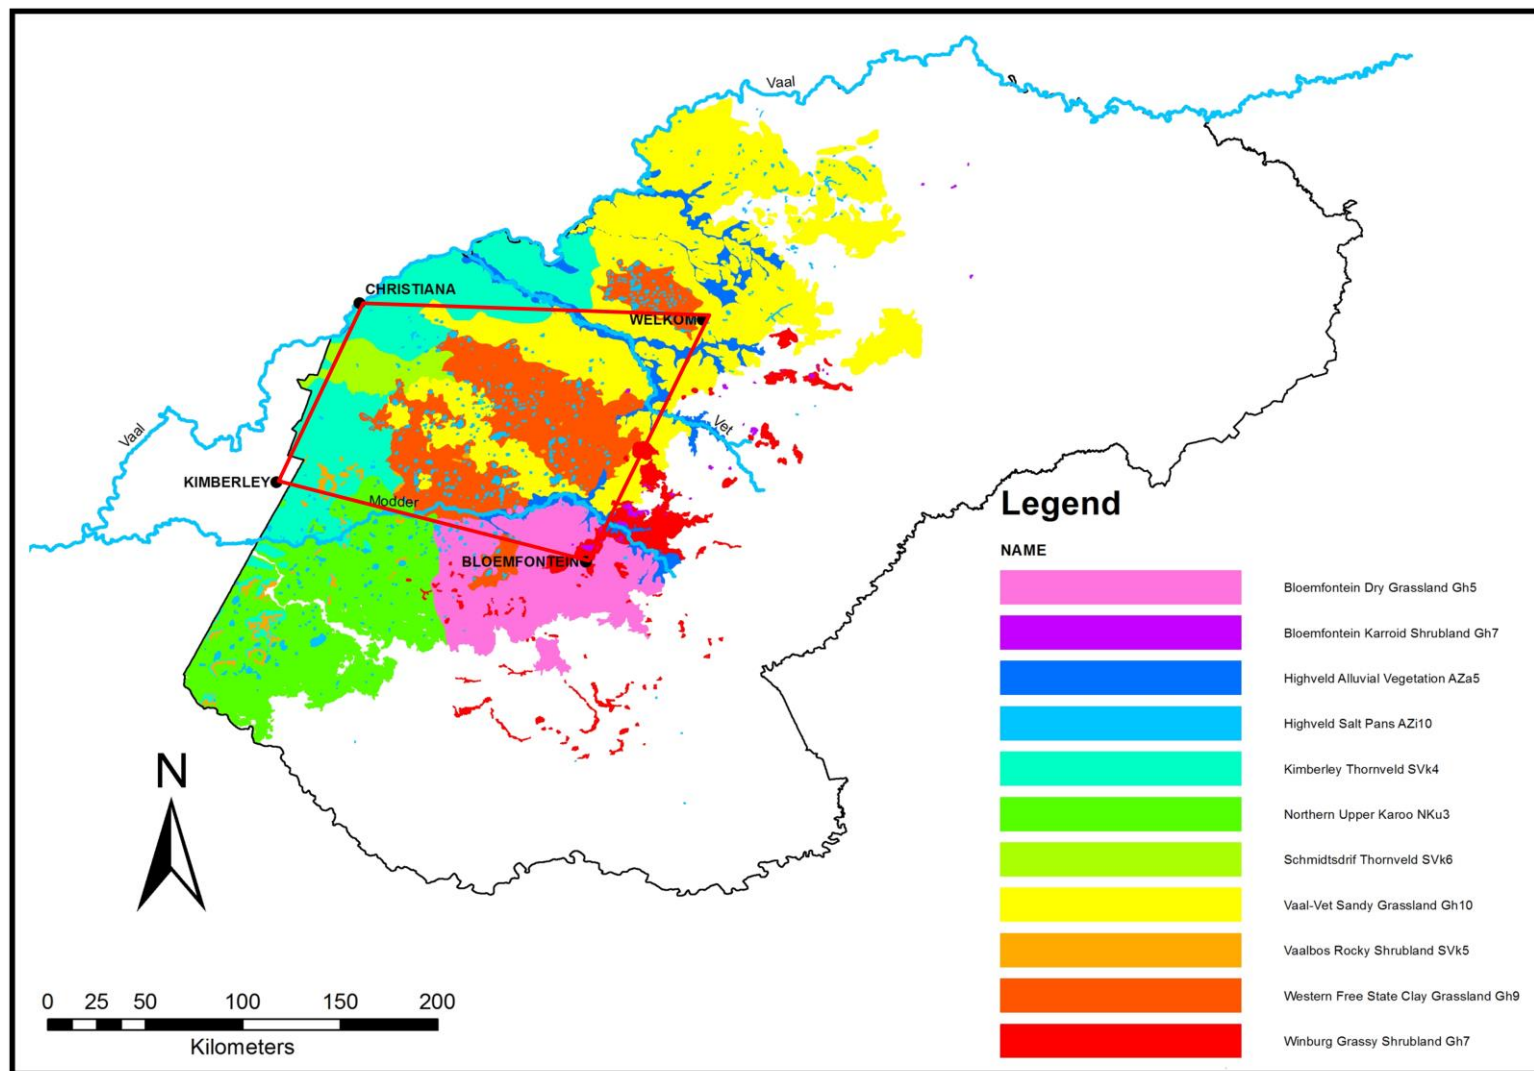 Vaal
CHRISTIANA
WELKOM
Vaal
Vet
KIMBERLEY
Modder
BLOEMFONTEIN
N
0 25 50 100 150 200
Kilometers
Legend
NAME
Bloemfontein Dry Grassland Gh5
Bloemfontein Karroid Shrubland Gh7
Highveld Alluvial Vegetation AZa5
Highveld Salt Pans AZi10
Kimberley Thornveld SVk4
Northern Upper Karoo NKu3
Schmidtsdrif Thornveld SVk6
Vaal-Vet Sandy Grassland Gh10
Vaalbos Rocky Shrubland SVk5
Western Free State Clay Grassland Gh9
Winburg Grassy Shrubland Gh7